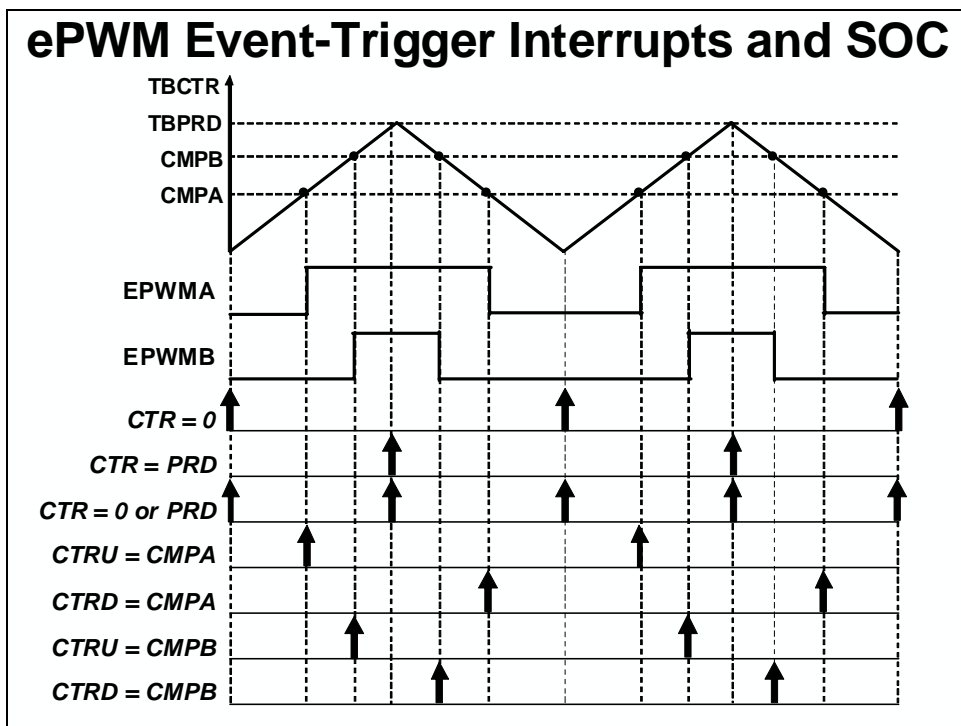 ePWM Event-Trigger Interrupts and SOC
TBCTR
TBPRD
CMPB
CMPA
EPWMA
EPWMB
CTR = 0
CTR = PRD
CTR = 0 or PRD
CTRU = CMPA
CTRD = CMPA
CTRU = CMPB
CTRD = CMPB